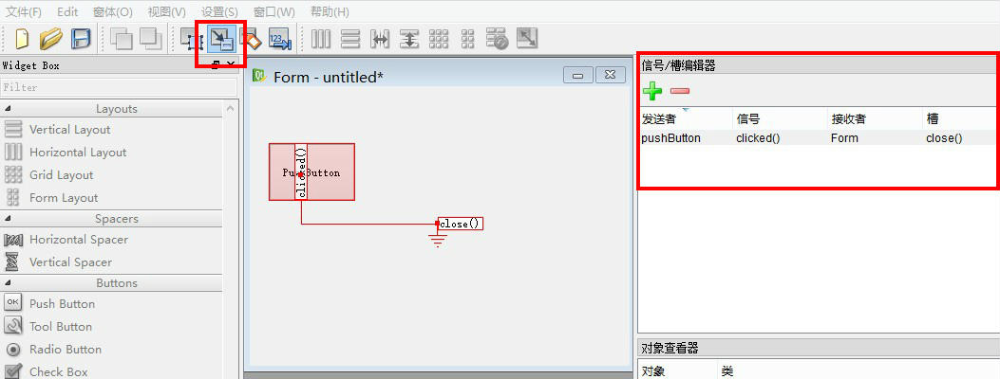 文件(F) Edit 窗体(O) 视图(V) 设置(S) 窗口(W) 帮助(H)
123
Widget Box
Filter
Layouts
Vertical Layout
Horizontal Layout
Grid Layout
Form Layout
Spacers
Horizontal Spacer
Vertical Spacer
Buttons
OK Push Button
Tool Button
Radio Button
Check Box
Form - untitled*
clicked()
PushButton
close()
信号/槽编辑器
发送者 信号 接收者 槽
pushButton clicked() Form close()
对象查看器
对象 类